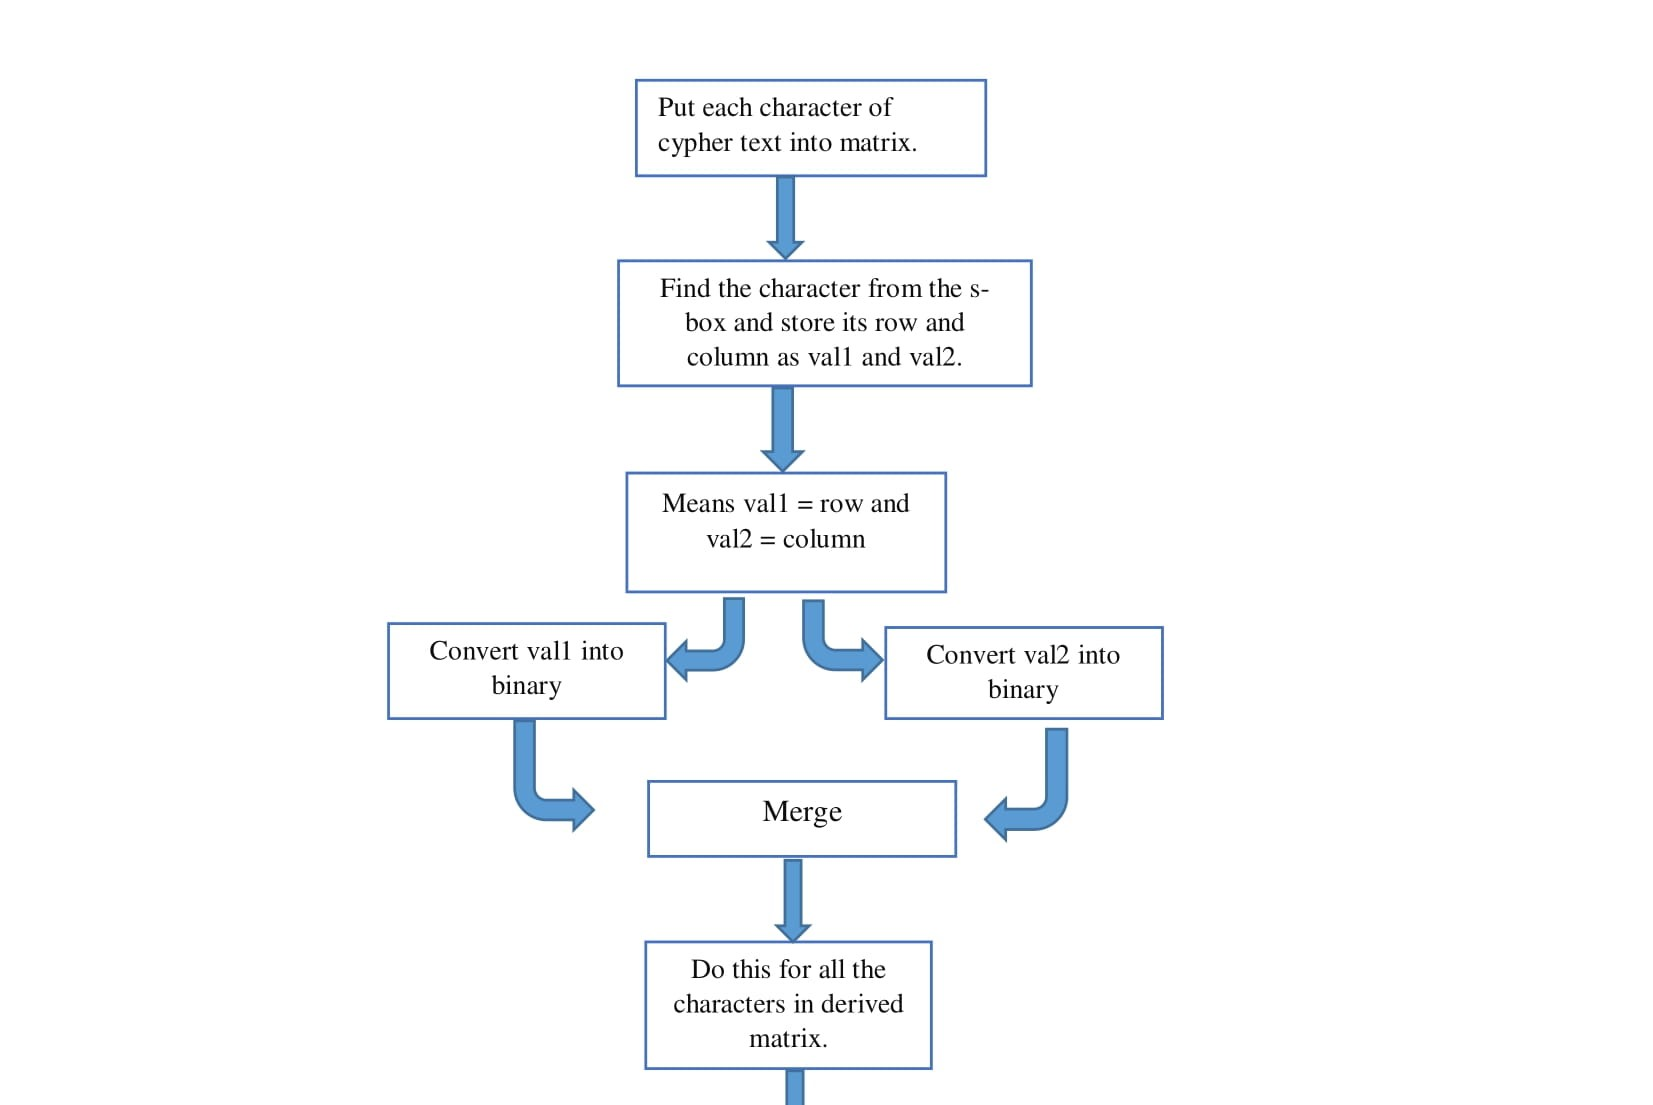 Put each character of
cypher text into matrix.
Find the character from the s-
box and store its row and
column as val1 and val2.
Means val1 = row and
val2 = column
Convert val1 into
binary
Convert val2 into
binary
Merge
Do this for all the
characters in derived
matrix.